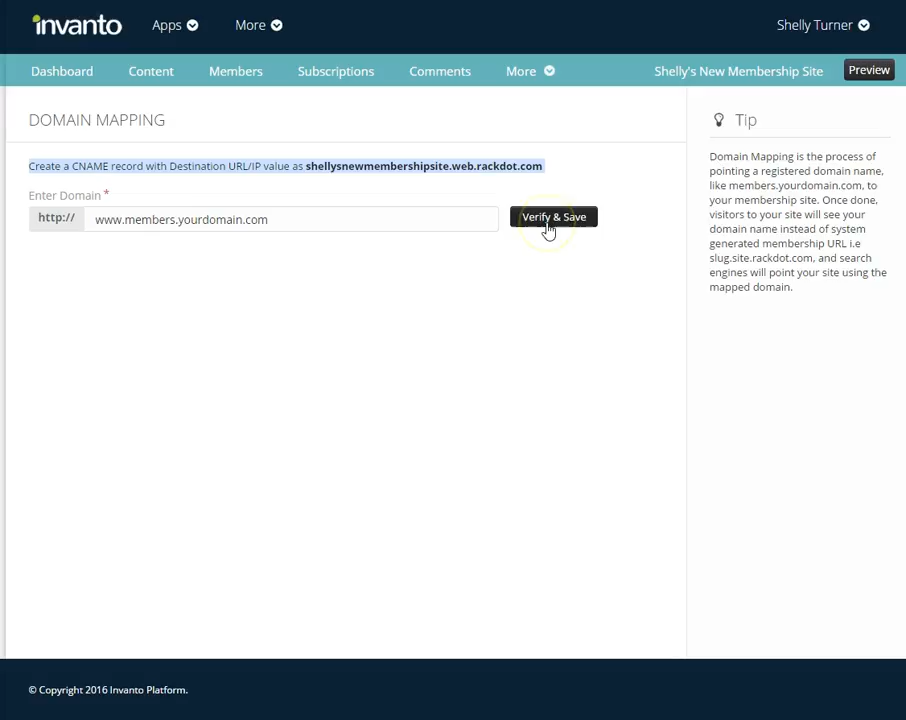 invanto Apps More Shelly Turner
Dashboard Content Members Subscriptions Comments More Shelly's New Membership Site Preview
DOMAIN MAPPING
Create a CNAME record with Destination URL/IP value as shellysnewmembershipsite.web.rackdot.com
Enter Domain *
http:// www.members.yourdomain.com Verify & Save
Tip
Domain Mapping is the process of
pointing a registered domain name,
like members.yourdomain.com, to
your membership site. Once done,
visitors to your site will see your
domain name instead of system
generated membership URL i.e
slug.site.rackdot.com, and search
engines will point your site using the
mapped domain.
© Copyright 2016 Invanto Platform.